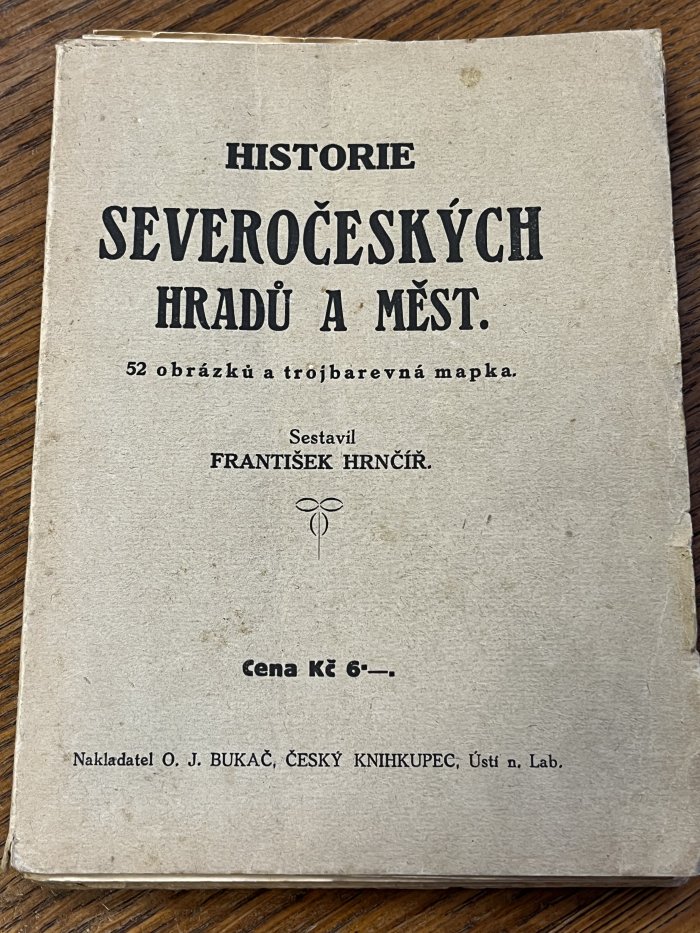 HISTORIE
SEVEROČESKÝCH
HRADŮ A MĚST.
52 obrázků a trojbarevná mapka.
Sestavil
FRANTIŠEK HRNČÍŘ.
Cena Kč 6·—.
Nakladatel O. J. BUKAČ, ČESKÝ KNIHKUPEC, Ústí n. Lab.